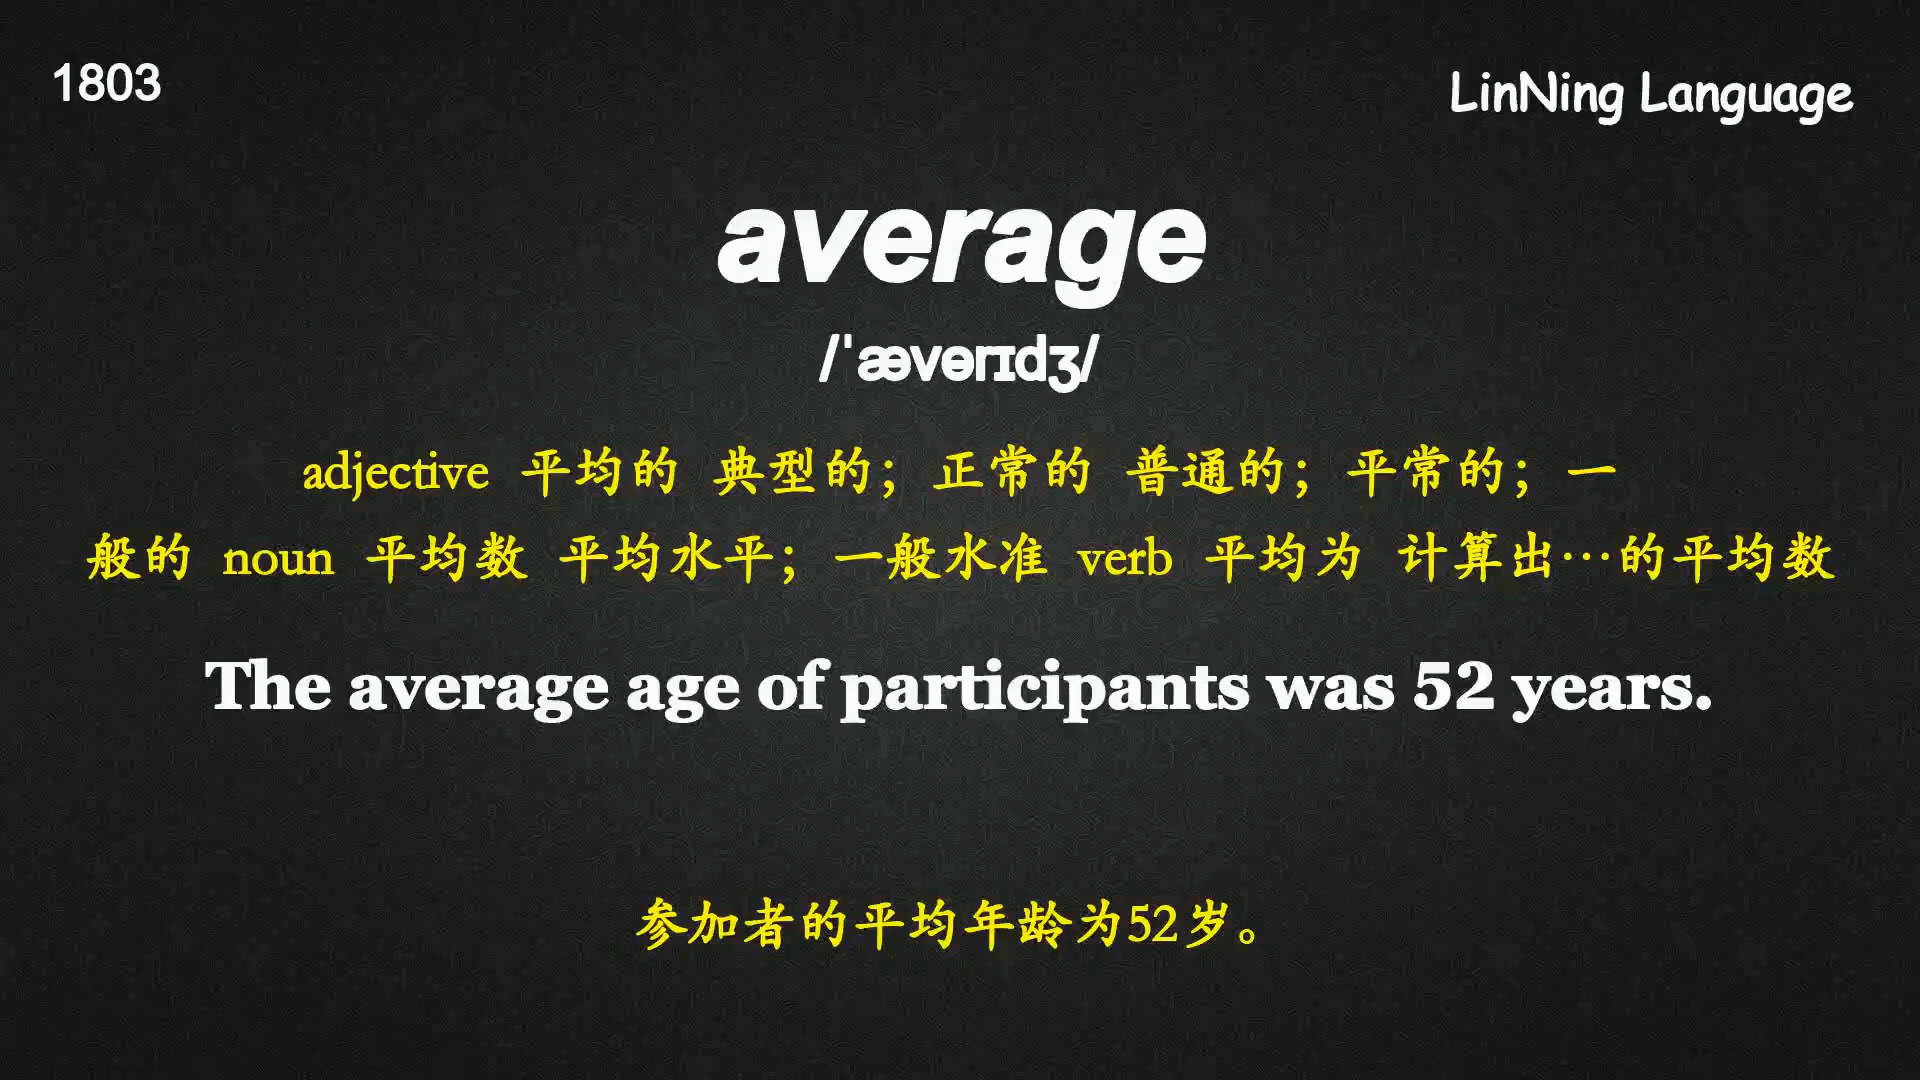 1803
LinNing Language
average
/ˈævərɪdʒ/
adjective 平均的 典型的；正常的 普通的；平常的；一
般的 noun 平均数 平均水平；一般水准 verb 平均为 计算出…的平均数
The average age of participants was 52 years.
参加者的平均年龄为52岁。